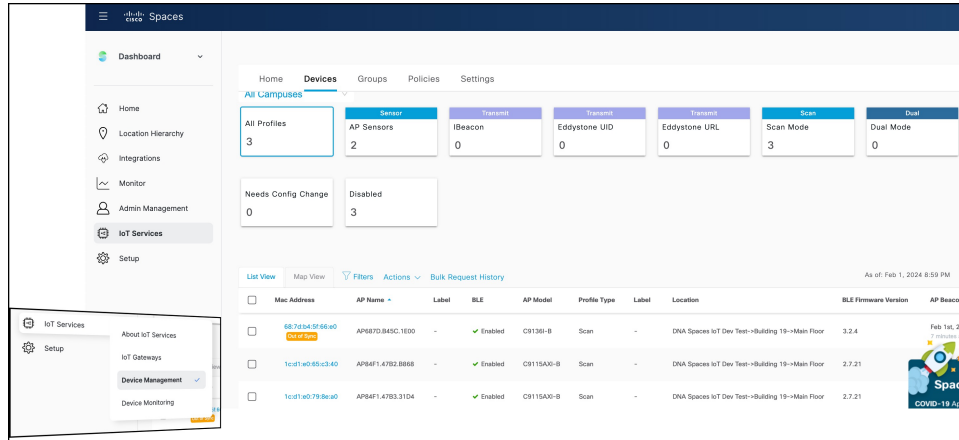 cisco Spaces
Dashboard
Home
Location Hierarchy
Integrations
Monitor
Admin Management
IoT Services
Setup
Home Devices Groups Policies Settings
All Campuses
All Profiles
3
Sensor
AP Sensors
2
Transmit
IBeacon
0
Transmit
Eddystone UID
0
Transmit
Eddystone URL
0
Scan
Scan Mode
3
Dual
Dual Mode
0
Needs Config Change
0
Disabled
3
List View Map View Filters Actions Bulk Request History
As of: Feb 1, 2024 8:59 PM
Mac Address AP Name Label BLE AP Model Profile Type Label Location BLE Firmware Version AP Beaco
68:7d:b4:5f:66:e0 AP687D.B45C.1E00 - Enabled C9136I-B Scan - DNA Spaces IoT Dev Test->Building 19->Main Floor 3.2.4 Feb 1st, 2
Out of Sync 7 minutes
1c:d1:e0:65:c3:40 AP84F1.47B2.B868 - Enabled C9115AXI-B Scan - DNA Spaces IoT Dev Test->Building 19->Main Floor 2.7.21
1c:d1:e0:79:8e:a0 AP84F1.47B3.31D4 - Enabled C9115AXI-B Scan - DNA Spaces IoT Dev Test->Building 19->Main Floor 2.7.21
Spac
COVID-19 Ap
IoT Services
Setup
About IoT Services
IoT Gateways
Device Management
Device Monitoring